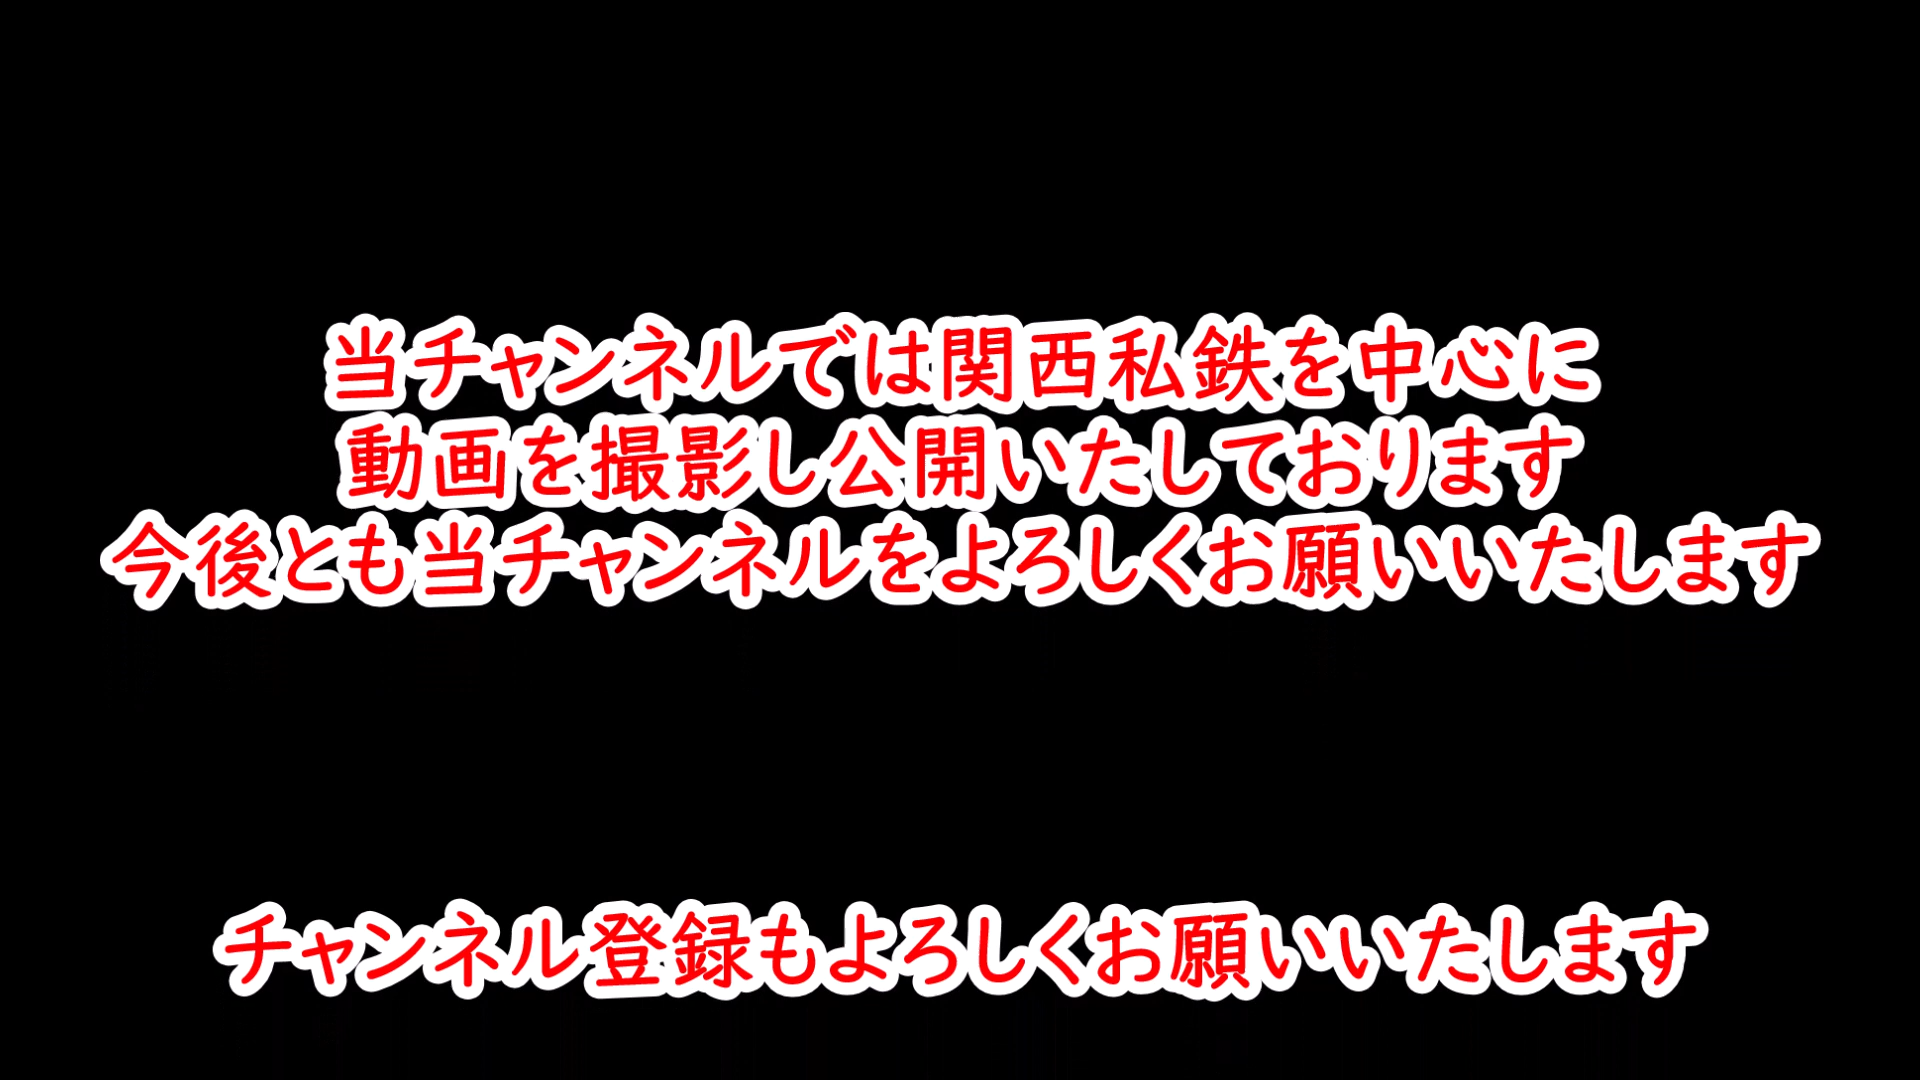 当チャンネルでは関西私鉄を中心に
動画を撮影し公開いたしております
今後とも当チャンネルをよろしくお願いいたします
チャンネル登録もよろしくお願いいたします